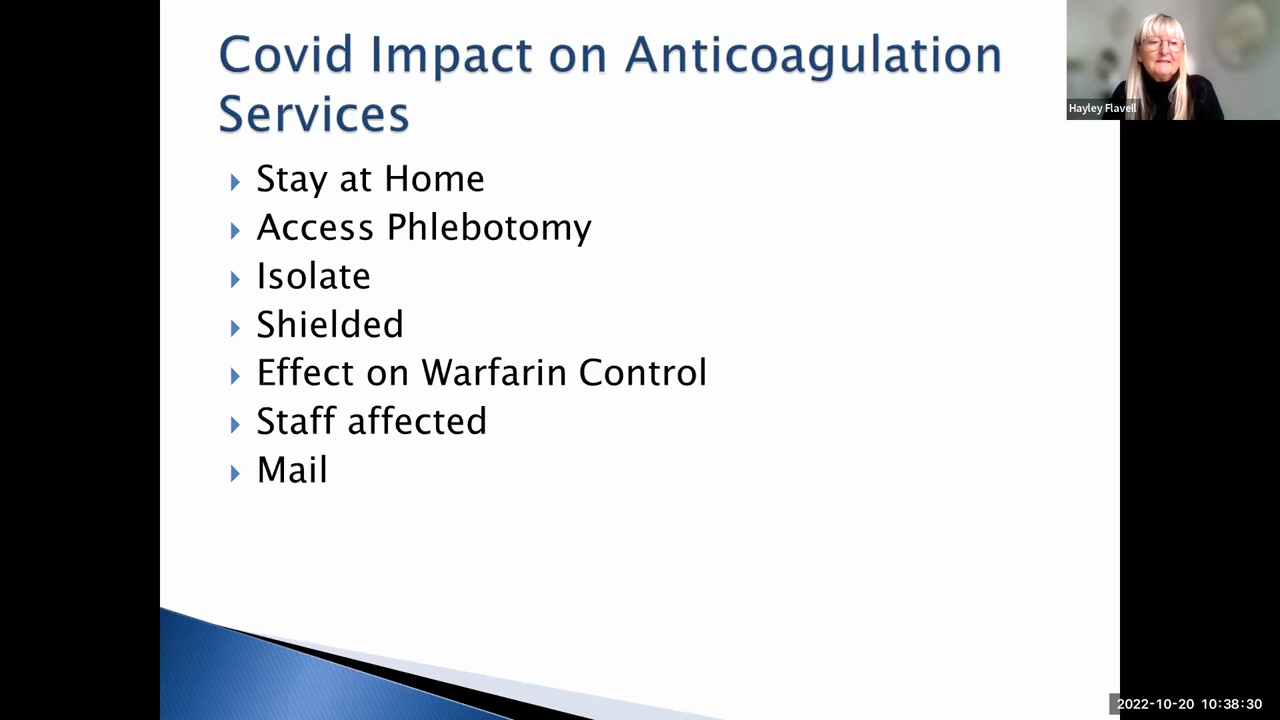 Covid Impact on Anticoagulation
Services
Hayley Flavell
Stay at Home
Access Phlebotomy
Isolate
Shielded
Effect on Warfarin Control
Staff affected
Mail
2022-10-20 10:38:30